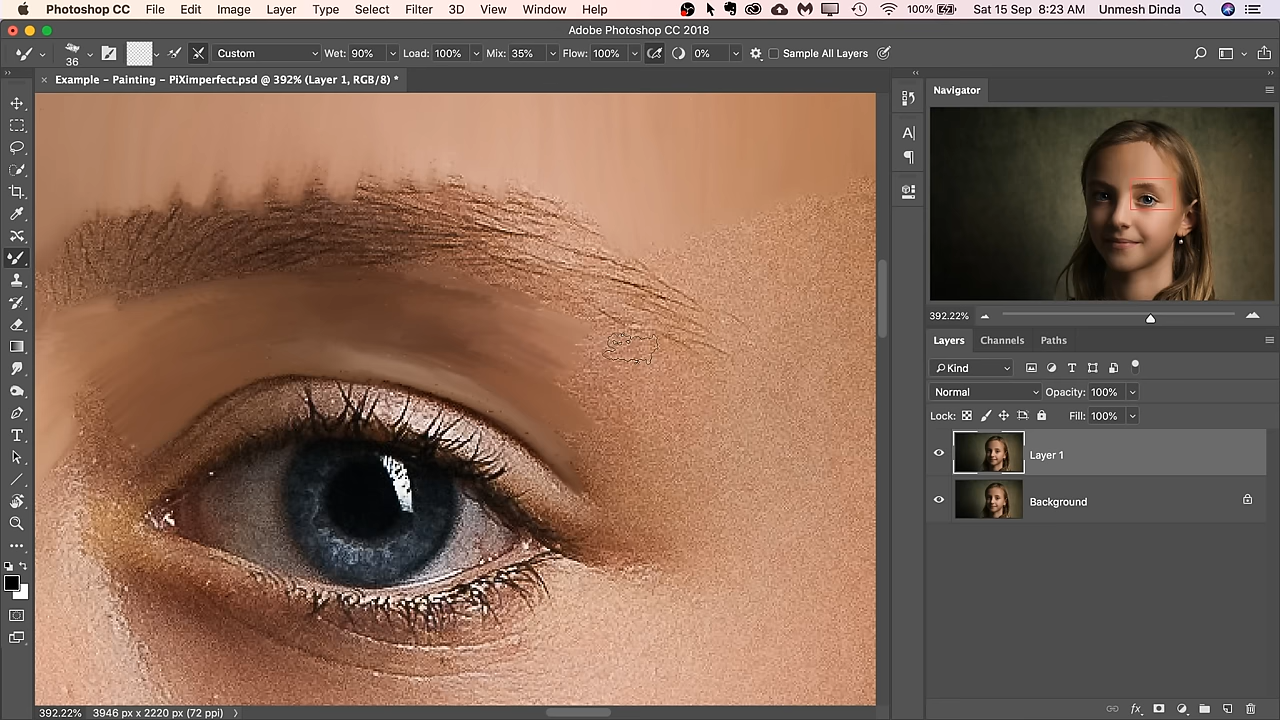 Photoshop CC File Edit Image Layer Type Select Filter 3D View Window Help 100% Sat 15 Sep 8:23 AM Unmesh Dinda
Adobe Photoshop CC 2018
36 Custom Wet: 90% Load: 100% Mix: 35% Flow: 100% 0% Sample All Layers
Example - Painting - PiXimperfect.psd @ 392% (Layer 1, RGB/8) *
Navigator
392.22%
Layers Channels Paths
Kind
Normal Opacity: 100%
Lock: Fill: 100%
Layer 1
Background
392.22% 3946 px x 2220 px (72 ppi)